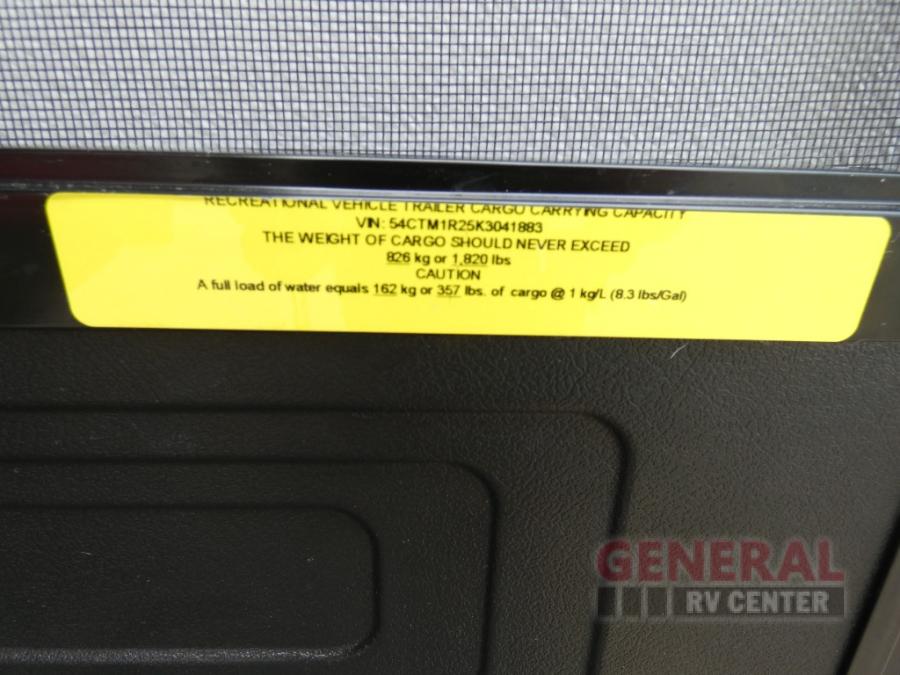 RECREATIONAL VEHICLE TRAILER CARGO CARRYING CAPACITY
VIN: 54CTM1R25K3041883
THE WEIGHT OF CARGO SHOULD NEVER EXCEED
826 kg or 1,820 lbs
CAUTION
A full load of water equals 162 kg or 357 lbs. of cargo @ 1 kg/L (8.3 lbs/Gal)
GENERAL
RV CENTER